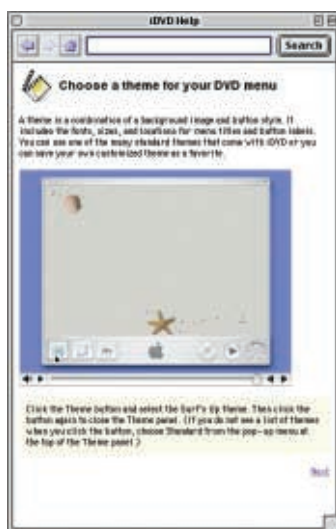 iDVD Help
Search
Choose a theme for your DVD menu
A theme is a combination of a background image and button style. It
includes the fonts, sizes, and locations for menu titles and button labels.
You can use one of the many standard themes that come with iDVD or you
can save your own customized theme as a favorite.
Click the Theme button and select the Surf's Up theme. Then click the
button again to close the Theme panel. (If you do not see a list of themes
when you click the button, choose Standard from the pop-up menu at
the top of the Theme panel.)
Next